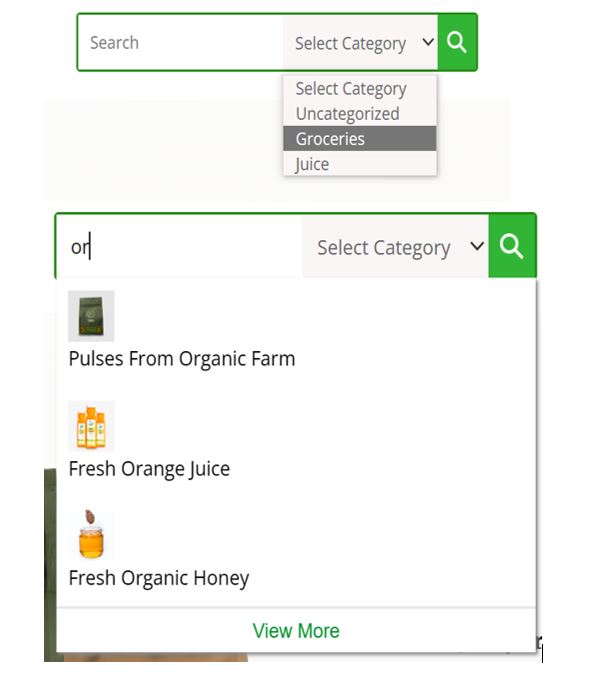 Search
Select Category
Select Category
Uncategorized
Groceries
Juice
or
Select Category
Pulses From Organic Farm
Fresh Orange Juice
Fresh Organic Honey
View More